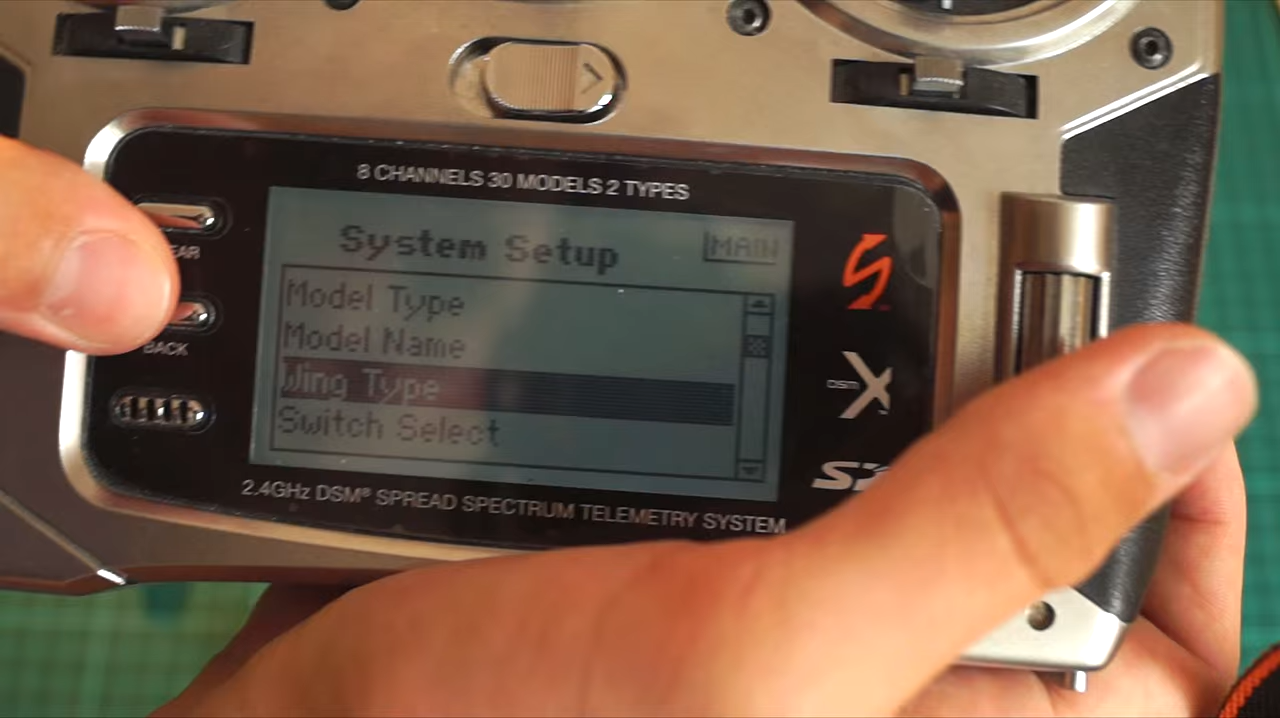 8 CHANNELS 30 MODELS 2 TYPES
System Setup
MAIN
Model Type
Model Name
Wing Type
Switch Select
BACK
DSM X
2.4GHz DSM® SPREAD SPECTRUM TELEMETRY SYSTEM